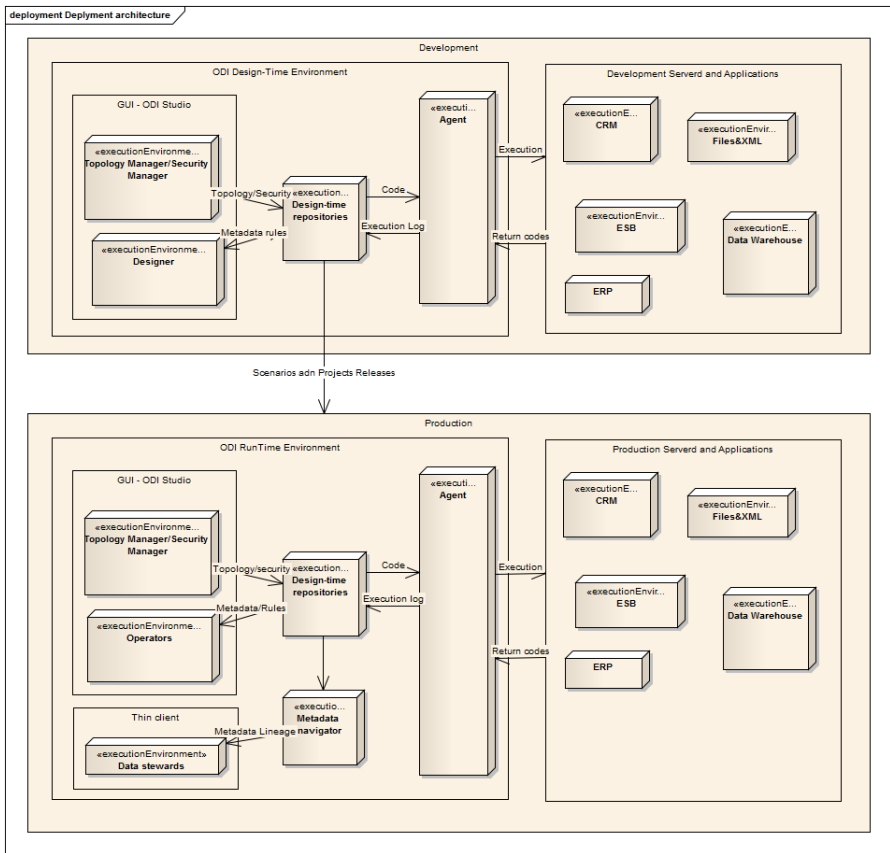 deployment Deplyment architecture
Development
ODI Design-Time Environment
GUI - ODI Studio
«executionEnvironme...
Topology Manager/Security
Manager
«executionEnvironme...
Designer
Topology/Security
Metadata rules
«execution...
Design-time
repositories
Code
Execution Log
«executi...
Agent
Execution
Return codes
Development Serverd and Applications
«executionE...
CRM
«executionEnvir...
Files&XML
«executionEnvir...
ESB
«executionE...
Data Warehouse
ERP
Scenarios adn Projects Releases
Production
ODI RunTime Environment
GUI - ODI Studio
«executionEnvironme...
Topology Manager/Security
Manager
«executionEnvironme...
Operators
Topology/security
Metadata/Rules
«execution...
Design-time
repositories
Code
Execution log
«executi...
Agent
Execution
Return codes
Thin client
«executionEnvironment»
Data stewards
Metadata Lineage
«executio...
Metadata
navigator
Production Serverd and Applications
«executionE...
CRM
«executionEnvir...
Files&XML
«executionEnvir...
ESB
«executionE...
Data Warehouse
ERP